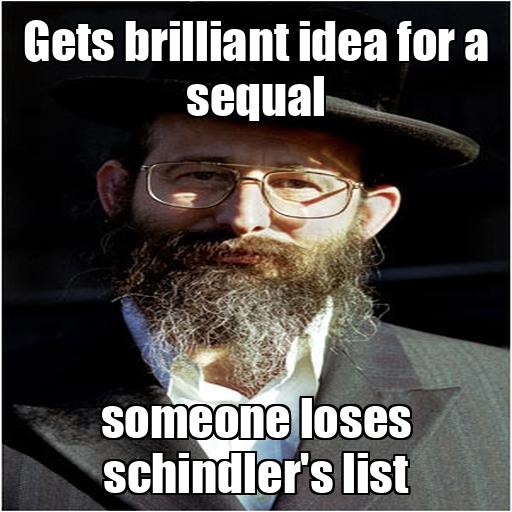 Gets brilliant idea for a
sequal
someone loses
schindler's list